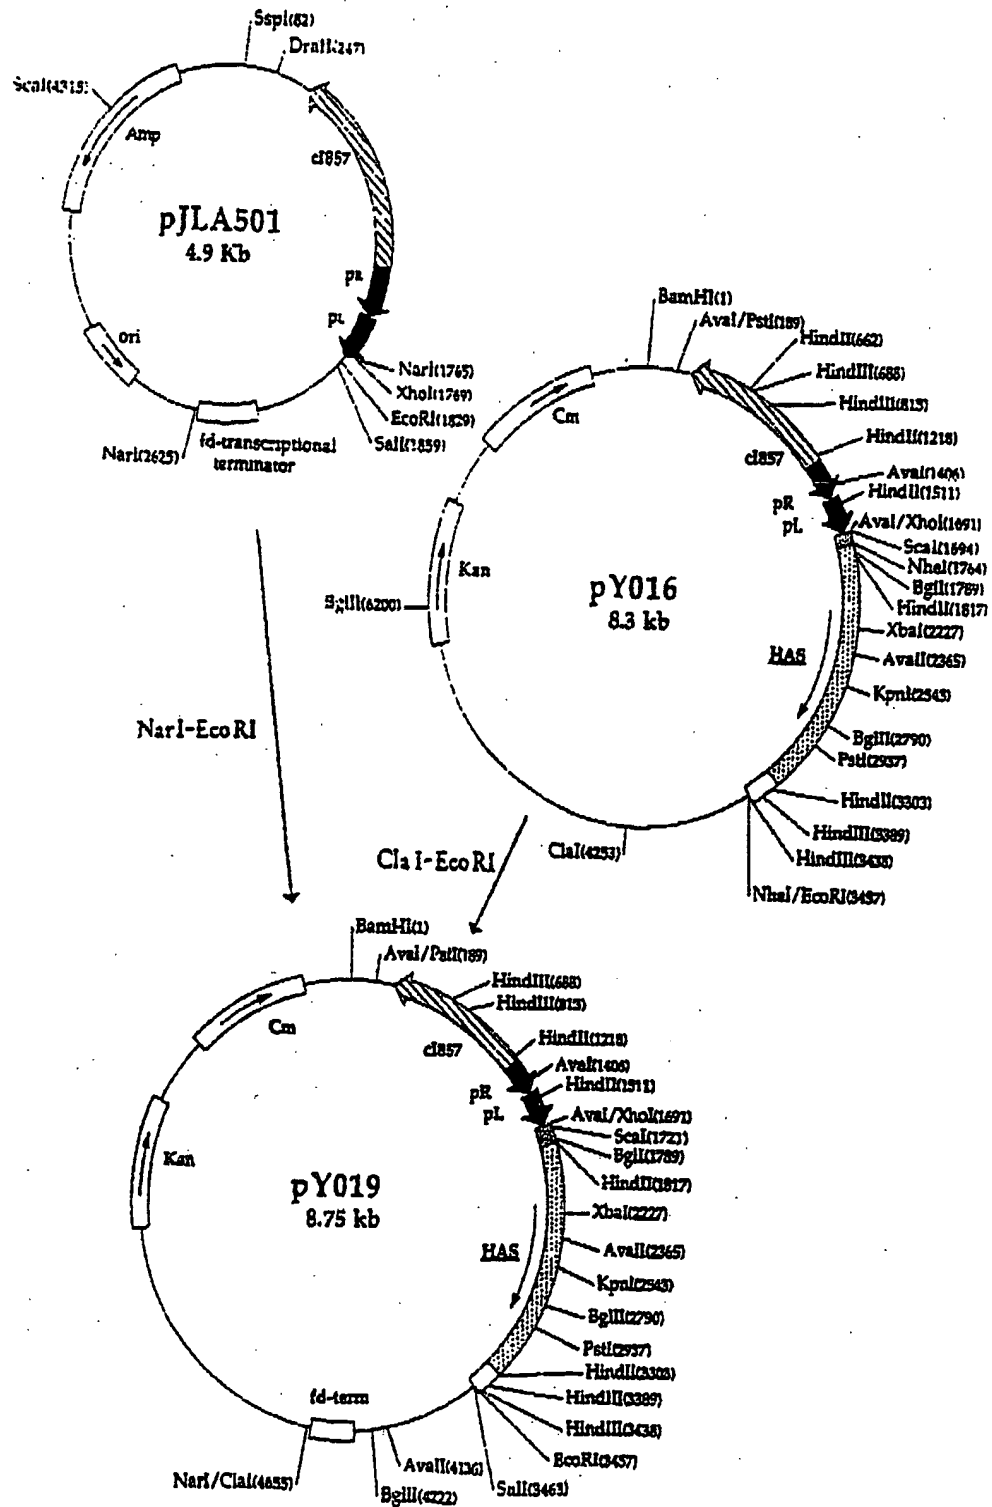 SspI(82)
DraII(247)
ScaI(4315)
Amp
cI857
pJLA501
4.9 Kb
pR
pL
ori
NarI(1765)
XhoI(1769)
EcoRI(1829)
SalI(1859)
NarI(2625)
fd-transcriptional
terminator
BamHI(1)
AvaI/PstI(189)
HindII(662)
HindIII(688)
HindIII(813)
HindII(1218)
Cm
cI857
AvaI(1406)
HindII(1511)
pR
pL
AvaI/XhoI(1691)
ScaI(1694)
NheI(1764)
BglI(1789)
HindII(1817)
Kan
BglII(6200)
pY016
8.3 kb
XbaI(2227)
HAS
AvaII(2365)
KpnI(2543)
BglII(2790)
PstI(2937)
HindII(3303)
HindIII(3389)
HindIII(3438)
ClaI(4253)
NheI/EcoRI(3457)
NarI-EcoRI
ClaI-EcoRI
BamHI(1)
AvaI/PstI(189)
HindIII(688)
HindIII(813)
Cm
HindII(1218)
cI857
AvaI(1406)
HindII(1511)
pR
pL
AvaI/XhoI(1691)
ScaI(1721)
BglI(1789)
HindII(1817)
Kan
pY019
8.75 kb
XbaI(2227)
HAS
AvaII(2365)
KpnI(2543)
BglII(2790)
PstI(2937)
HindII(3303)
HindIII(3389)
HindIII(3438)
EcoRI(3457)
fd-term
NarI/ClaI(4655)
AvaII(4136)
BglII(4222)
SalI(3463)